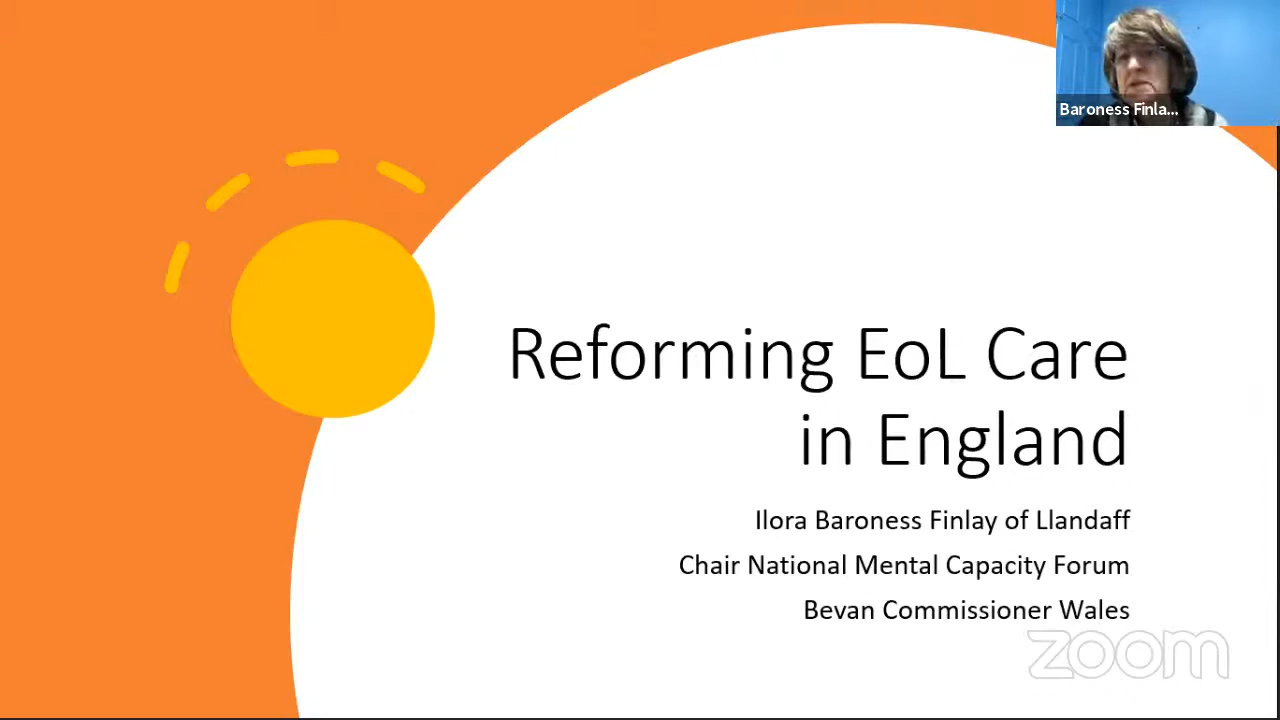 Baroness Finla...
Reforming EoL Care
in England
Ilora Baroness Finlay of Llandaff
Chair National Mental Capacity Forum
Bevan Commissioner Wales
zoom